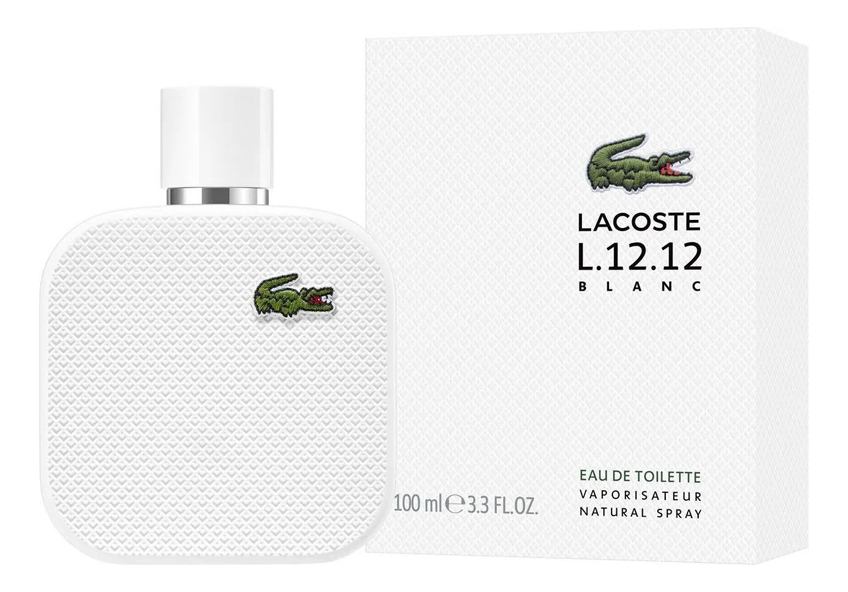 LACOSTE
L.12.12
BLANC
EAU DE TOILETTE
VAPORISATEUR
NATURAL SPRAY
100 ml ℮ 3.3 FL.OZ.